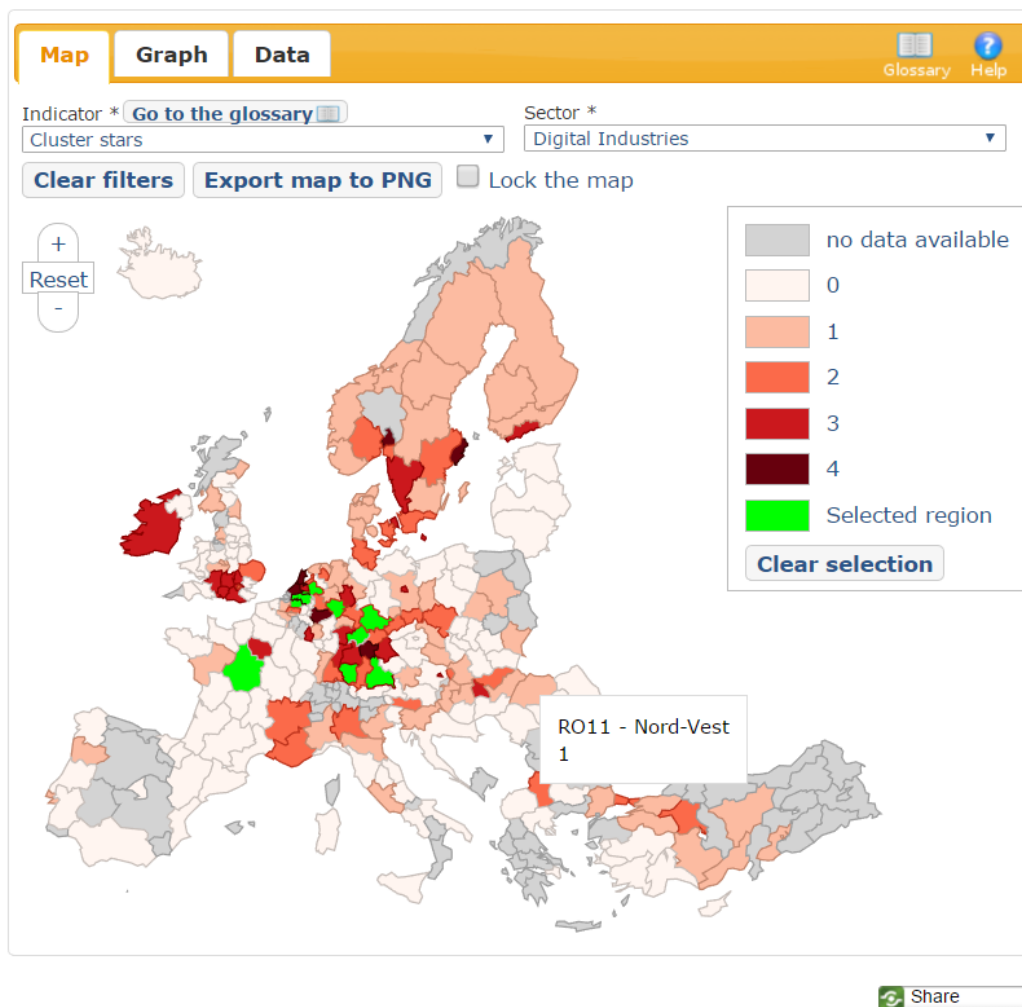 Map Graph Data
Glossary Help
Indicator * Go to the glossary Sector *
Cluster stars Digital Industries
Clear filters Export map to PNG Lock the map
+
Reset
-
no data available
0
1
2
3
4
Selected region
Clear selection
RO11 - Nord-Vest
1
Share